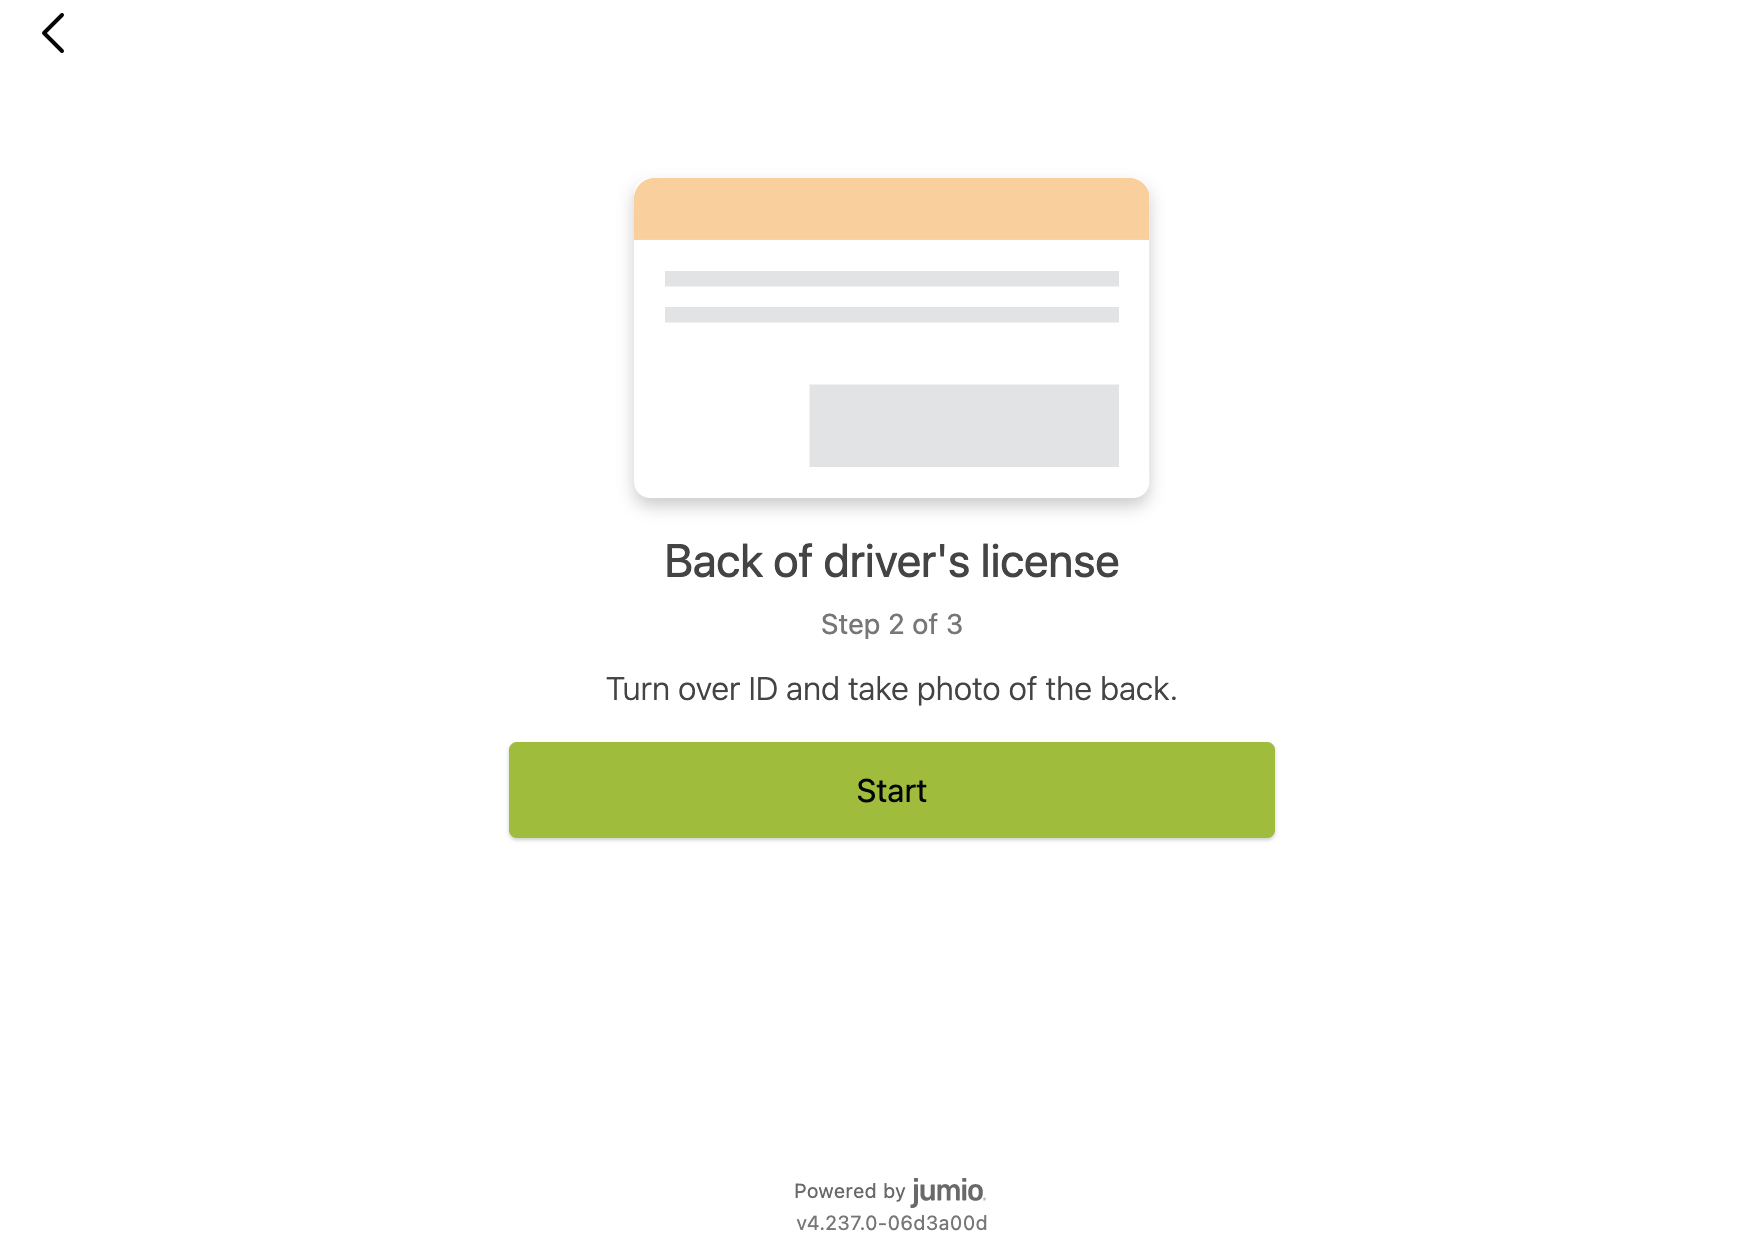 Back of driver's license
Step 2 of 3
Turn over ID and take photo of the back.
Start
Powered by jumio.
v4.237.0-06d3a00d